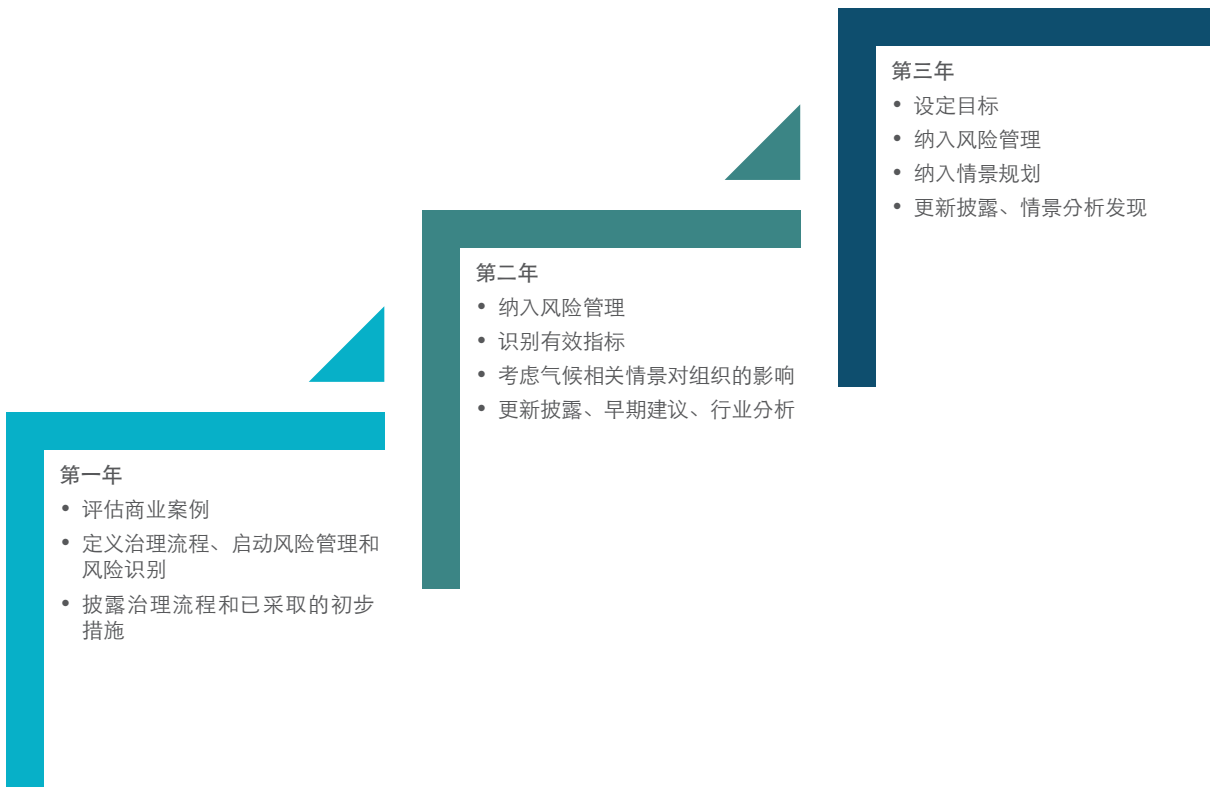 第三年
• 设定目标
• 纳入风险管理
• 纳入情景规划
• 更新披露、情景分析发现
第二年
• 纳入风险管理
• 识别有效指标
• 考虑气候相关情景对组织的影响
• 更新披露、早期建议、行业分析
第一年
• 评估商业案例
• 定义治理流程、启动风险管理和
风险识别
• 披露治理流程和已采取的初步
措施